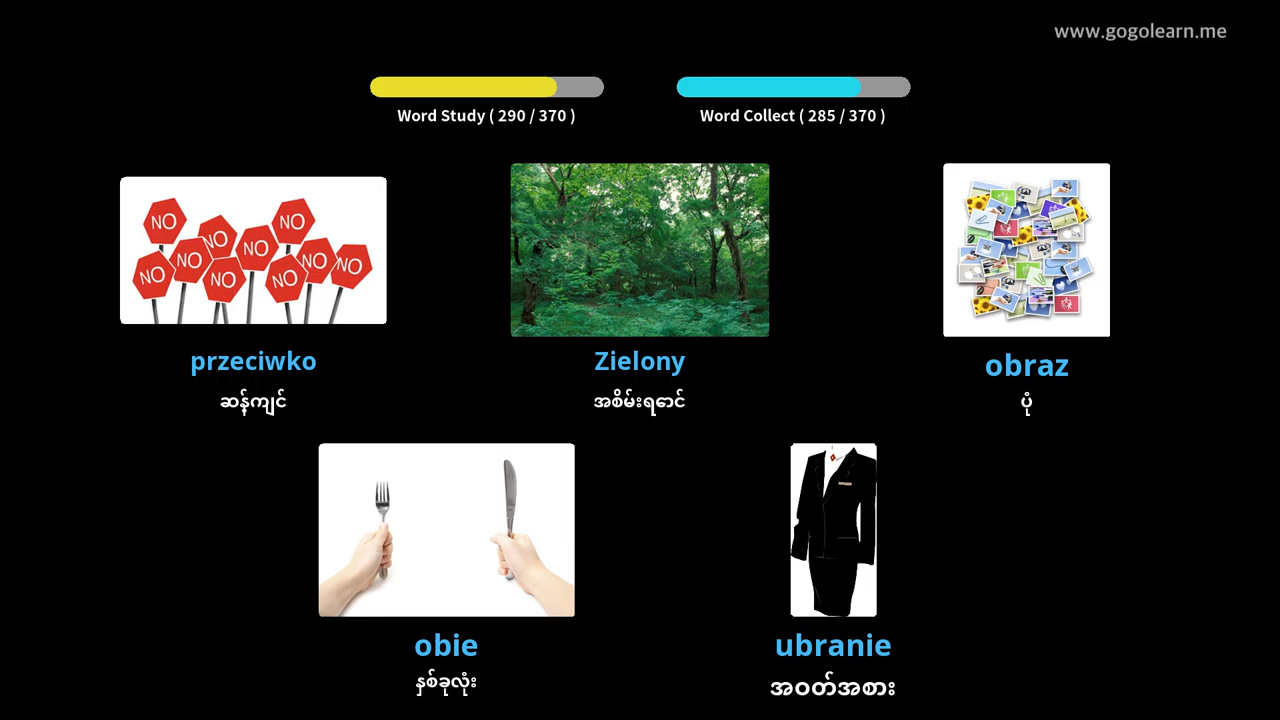 www.gogolearn.me
Word Study ( 290 / 370 )
Word Collect ( 285 / 370 )
NO NO NO NO NO NO NO NO NO NO
przeciwko
ဆန့်ကျင်
Zielony
အစိမ်းရောင်
obraz
ပုံ
obie
နှစ်ခုလုံး
ubranie
အဝတ်အစား